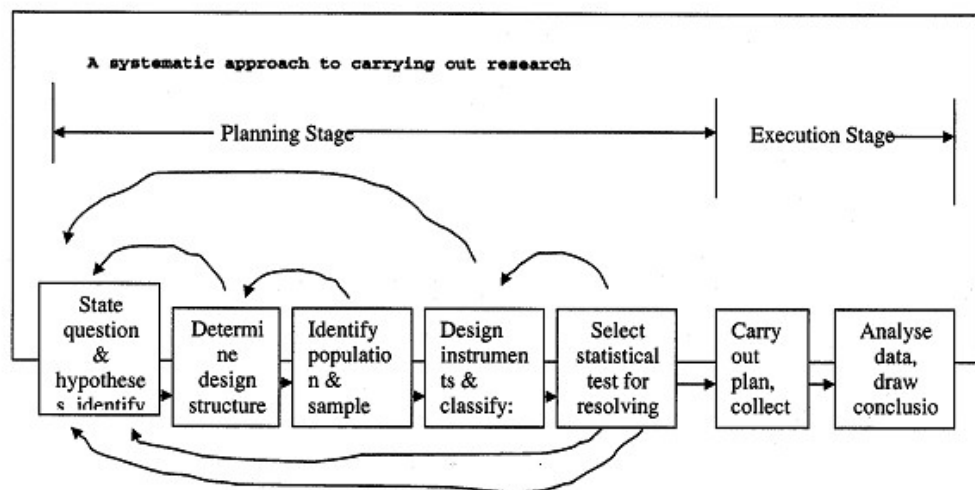 A systematic approach to carrying out research
Planning Stage
Execution Stage
State
question
&
hypothese
s, identify
Determi
ne
design
structure
Identify
populatio
n &
sample
Design
instrumen
ts &
classify:
Select
statistical
test for
resolving
Carry
out
plan,
collect
Analyse
data,
draw
conclusio